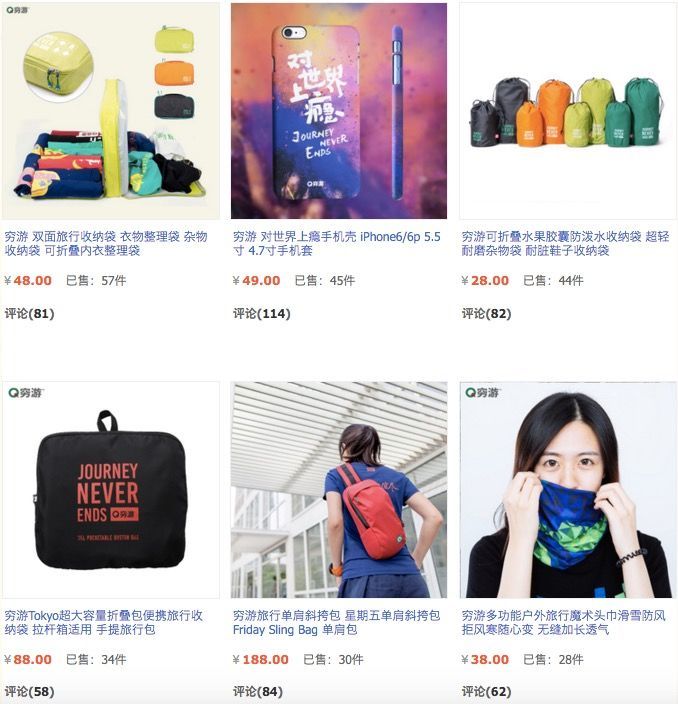 穷游
穷游 双面旅行收纳袋 衣物整理袋 杂物
收纳袋 可折叠内衣整理袋
¥48.00 已售：57件
评论(81)
对
世界
上瘾
JOURNEY
NEVER
ENDS
穷游
穷游 对世界上瘾手机壳 iPhone6/6p 5.5
寸 4.7寸手机套
¥49.00 已售：45件
评论(114)
JOURNEY
NEVER
ENDS
穷游可折叠水果胶囊防泼水收纳袋 超轻
耐磨杂物袋 耐脏鞋子收纳袋
¥28.00 已售：44件
评论(82)
穷游
JOURNEY
NEVER
ENDS 穷游
35L POCKETABLE BOSTON BAG
穷游Tokyo超大容量折叠包便携旅行收
纳袋 拉杆箱适用 手提旅行包
¥88.00 已售：34件
评论(58)
穷游旅行单肩斜挎包 星期五单肩斜挎包
Friday Sling Bag 单肩包
¥188.00 已售：30件
评论(84)
穷游
穷游多功能户外旅行魔术头巾滑雪防风
拒风寒随心变 无缝加长透气
¥38.00 已售：28件
评论(62)